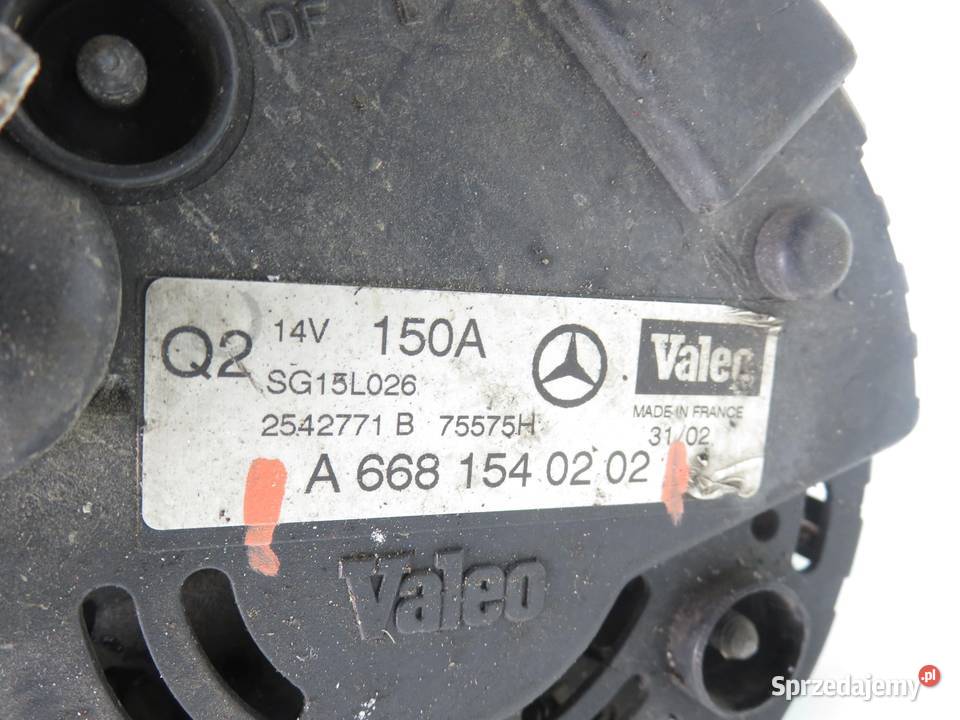 DF L
Q2 14V 150A Valeo
SG15L026
MADE IN FRANCE
2542771 B 75575H 31/02
A 668 154 02 02
Valeo
Sprzedajemy.pl